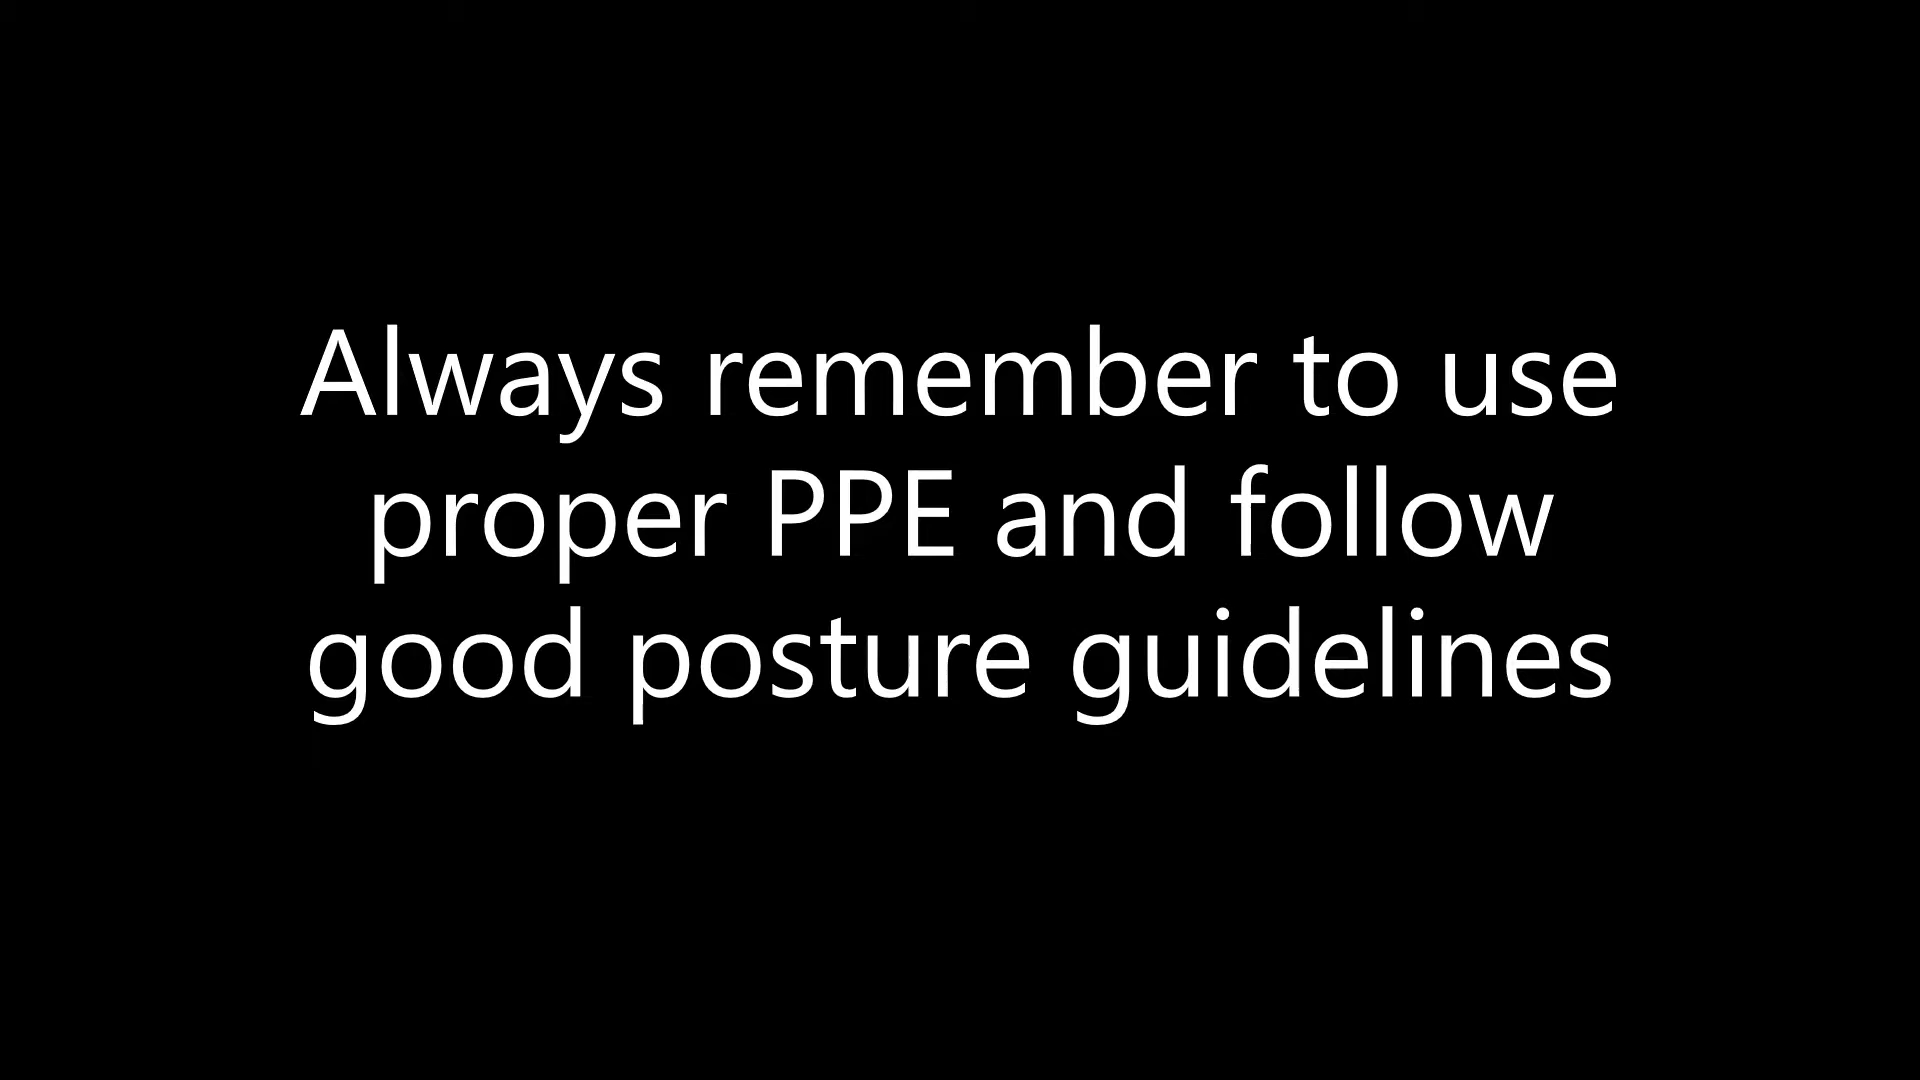 Always remember to use
proper PPE and follow
good posture guidelines